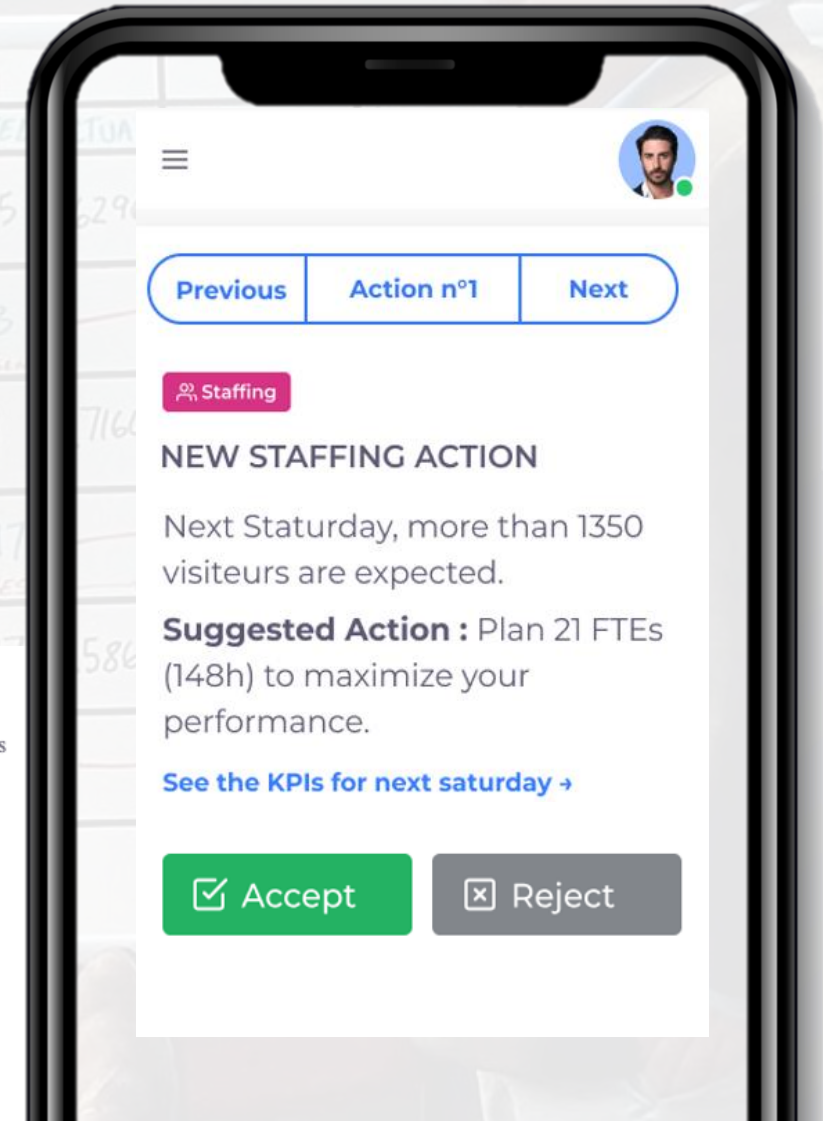 Previous Action n°1 Next
Staffing
NEW STAFFING ACTION
Next Staturday, more than 1350
visiteurs are expected.
Suggested Action : Plan 21 FTEs
(148h) to maximize your
performance.
See the KPIs for next saturday →
Accept Reject